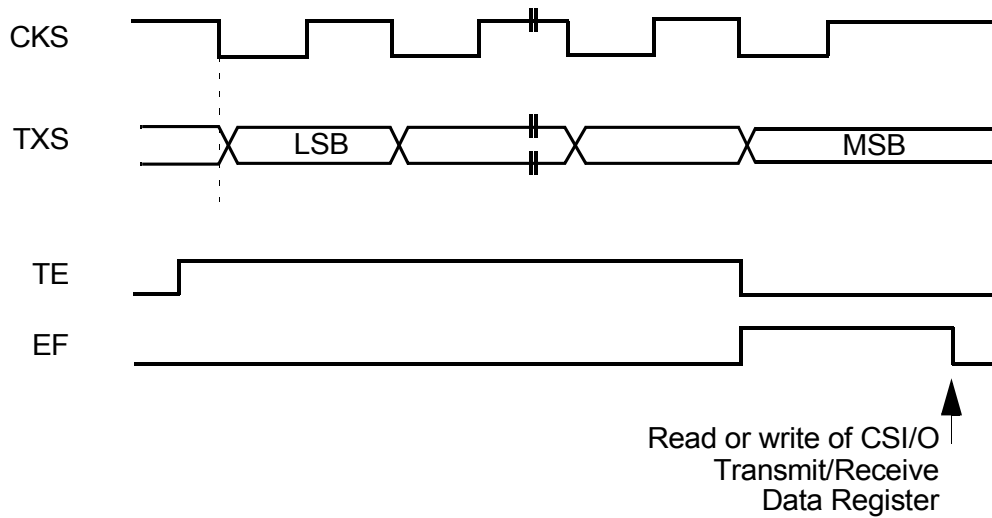 CKS
TXS
LSB
MSB
TE
EF
Read or write of CSI/O
Transmit/Receive
Data Register